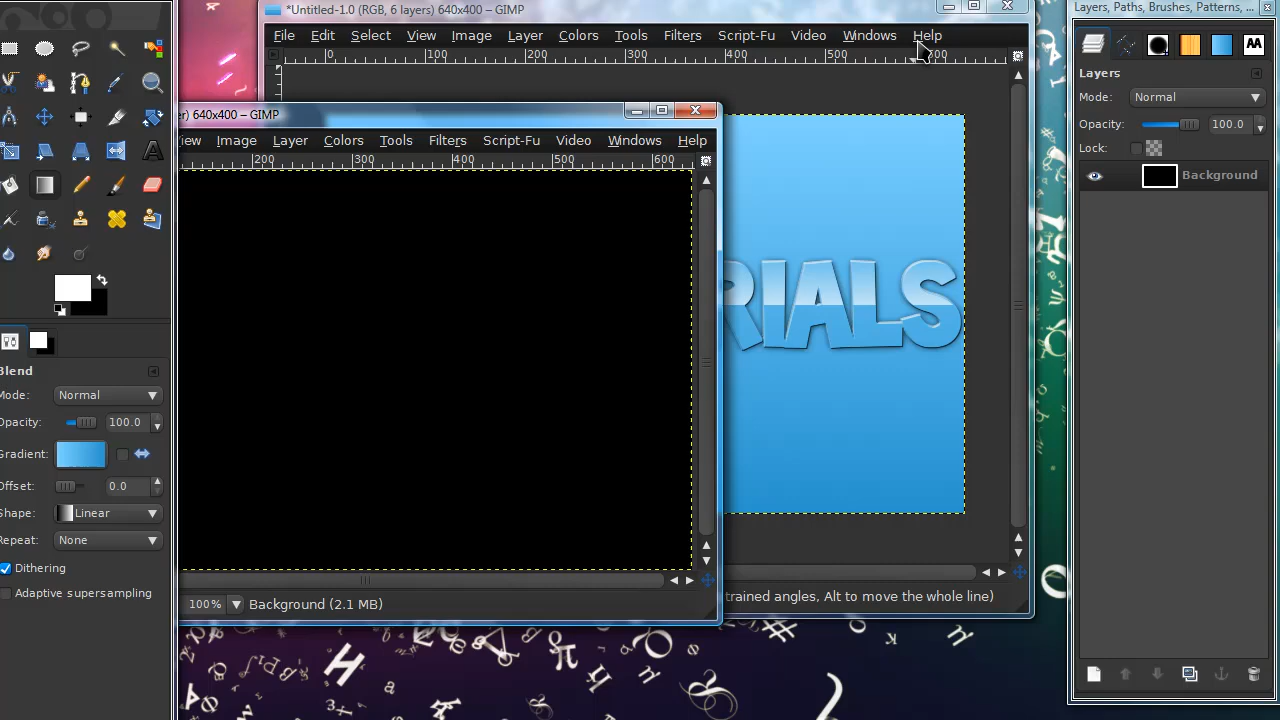 *Untitled-1.0 (RGB, 6 layers) 640x400 – GIMP
File Edit Select View Image Layer Colors Tools Filters Script-Fu Video Windows Help
0 100 200 300 400 500 600
er) 640x400 – GIMP
iew Image Layer Colors Tools Filters Script-Fu Video Windows Help
200 300 400 500 600
RIALS
100% Background (2.1 MB)
trained angles, Alt to move the whole line)
Blend
Mode: Normal
Opacity: 100.0
Gradient:
Offset: 0.0
Shape: Linear
Repeat: None
Dithering
Adaptive supersampling
Layers, Paths, Brushes, Patterns, ...
Layers
Mode: Normal
Opacity: 100.0
Lock:
Background